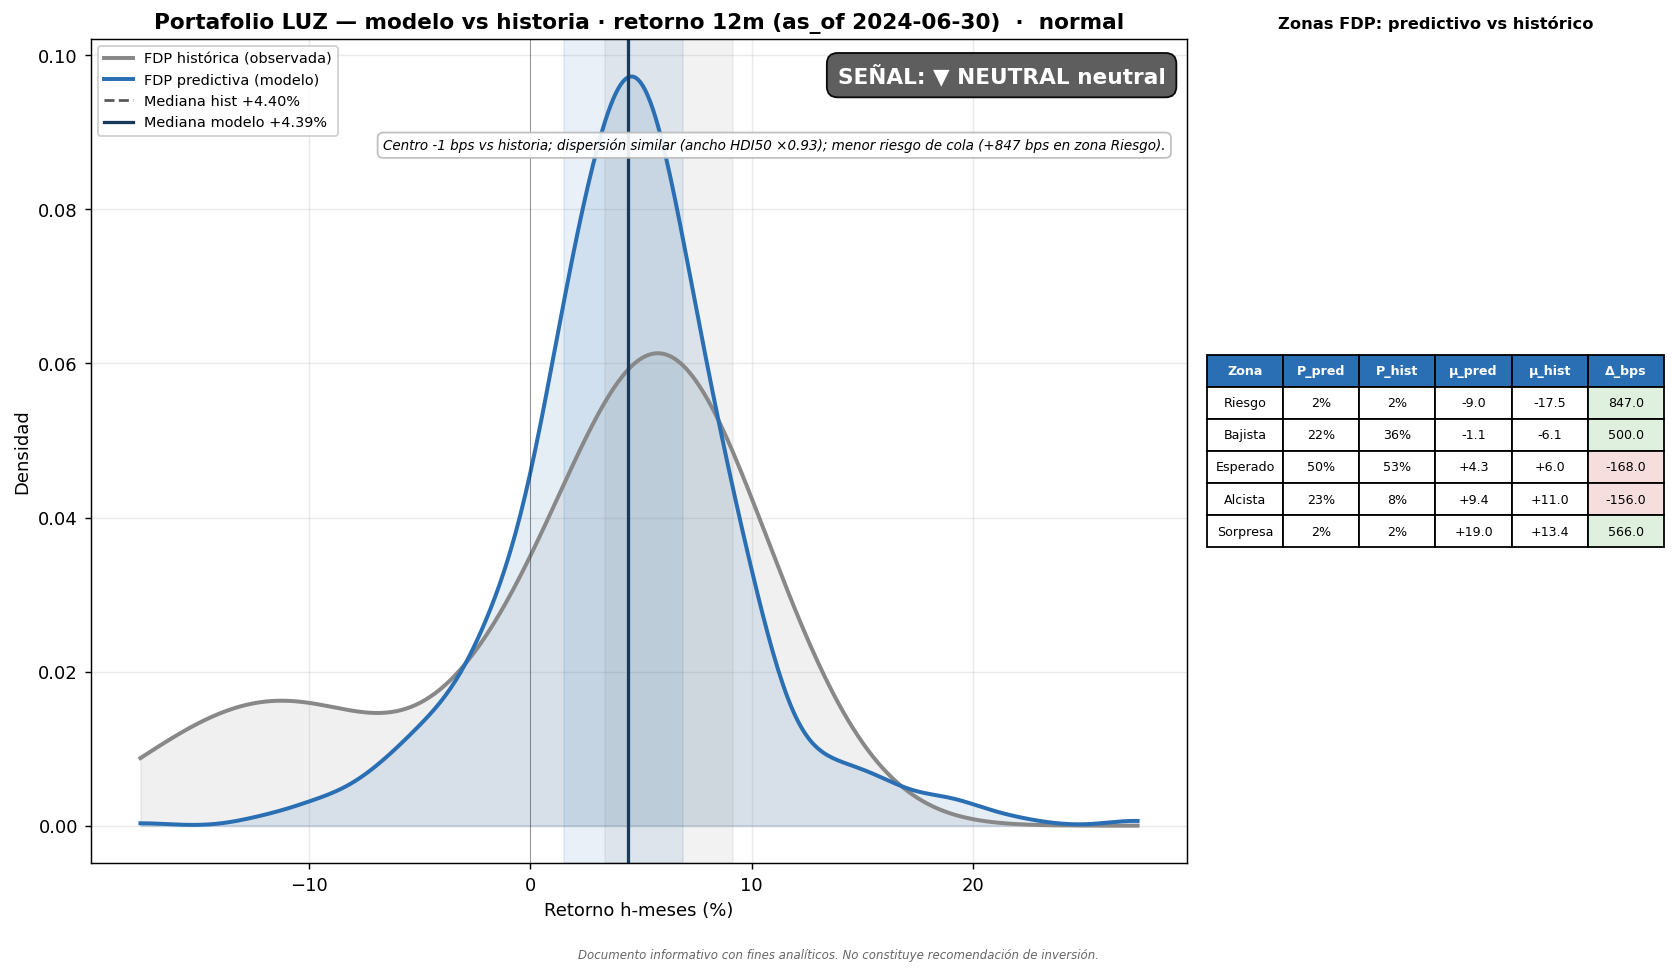 Portafolio LUZ — modelo vs historia · retorno 12m (as_of 2024-06-30)  ·  normal
Zonas FDP: predictivo vs histórico
FDP histórica (observada)
FDP predictiva (modelo)
Mediana hist +4.40%
Mediana modelo +4.39%
SEÑAL: ▼ NEUTRAL neutral
Centro -1 bps vs historia; dispersión similar (ancho HDI50 ×0.93); menor riesgo de cola (+847 bps en zona Riesgo).
0.10
0.08
0.06
0.04
0.02
0.00
Densidad
−10 0 10 20
Retorno h-meses (%)
Zona P_pred P_hist μ_pred μ_hist Δ_bps
Riesgo 2% 2% -9.0 -17.5 847.0
Bajista 22% 36% -1.1 -6.1 500.0
Esperado 50% 53% +4.3 +6.0 -168.0
Alcista 23% 8% +9.4 +11.0 -156.0
Sorpresa 2% 2% +19.0 +13.4 566.0
Documento informativo con fines analíticos. No constituye recomendación de inversión.